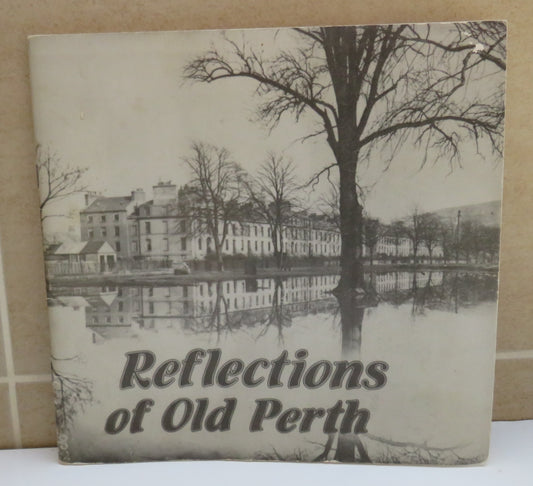 Reflections
of Old Perth